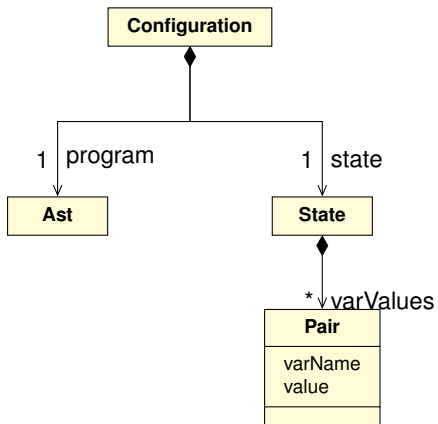 Configuration
1 program
1 state
Ast
State
* varValues
Pair
varName
value